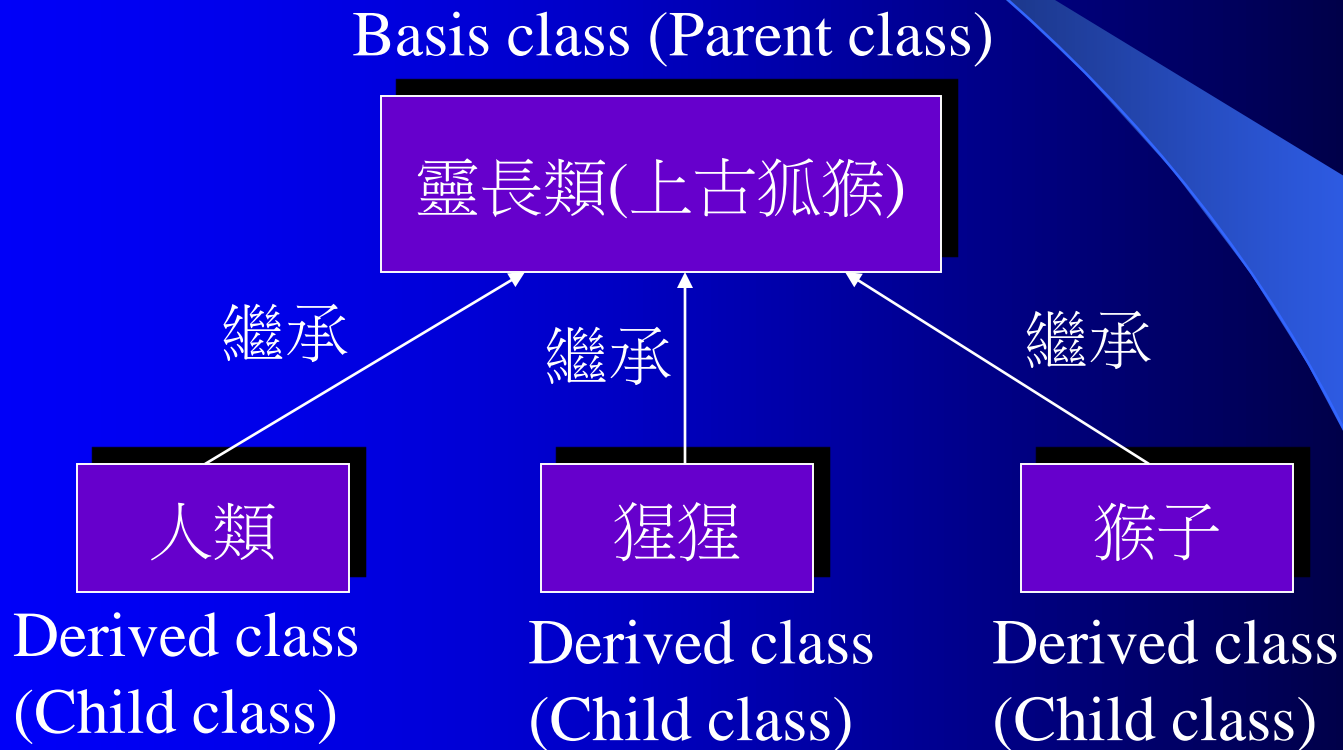 Basis class (Parent class)
靈長類(上古狐猴)
繼承
繼承
繼承
人類
猩猩
猴子
Derived class
(Child class)
Derived class
(Child class)
Derived class
(Child class)